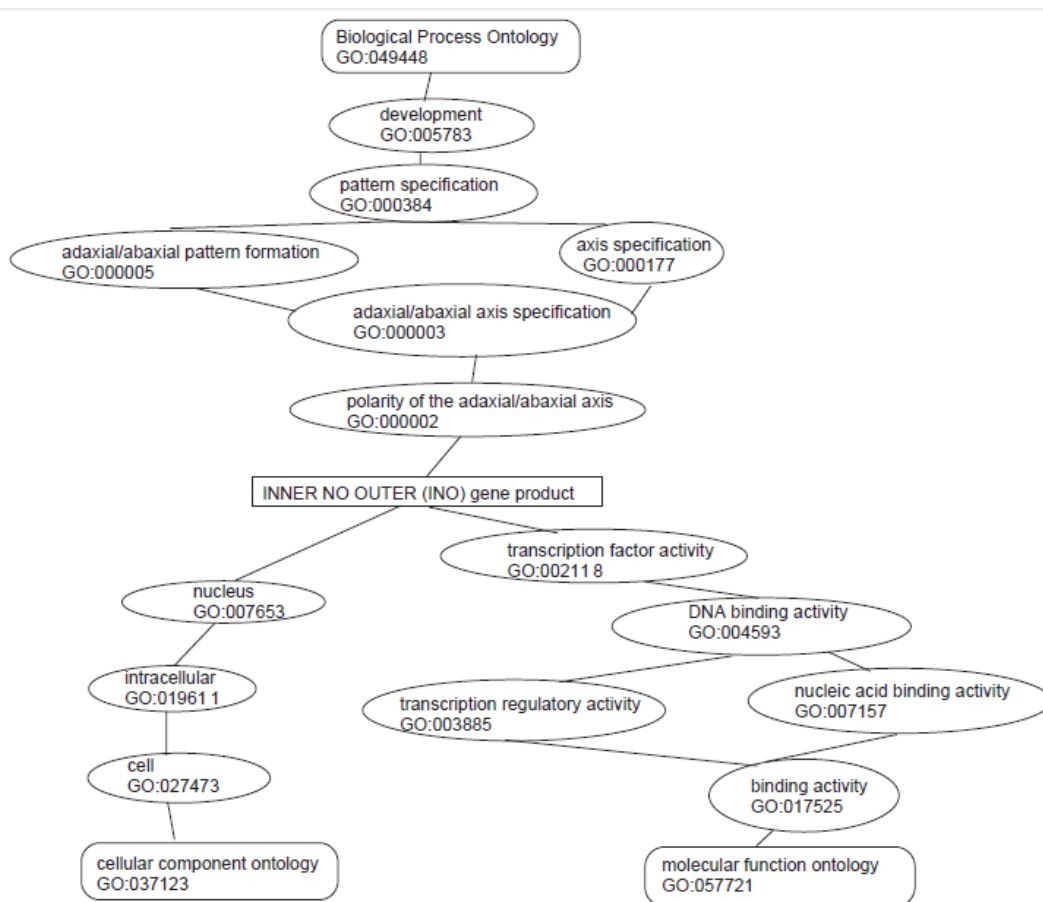 Biological Process Ontology
GO:049448
development
GO:005783
pattern specification
GO:000384
adaxial/abaxial pattern formation
GO:000005
axis specification
GO:000177
adaxial/abaxial axis specification
GO:000003
polarity of the adaxial/abaxial axis
GO:000002
INNER NO OUTER (INO) gene product
transcription factor activity
GO:00211 8
nucleus
GO:007653
DNA binding activity
GO:004593
intracellular
GO:01961 1
transcription regulatory activity
GO:003885
nucleic acid binding activity
GO:007157
cell
GO:027473
binding activity
GO:017525
cellular component ontology
GO:037123
molecular function ontology
GO:057721